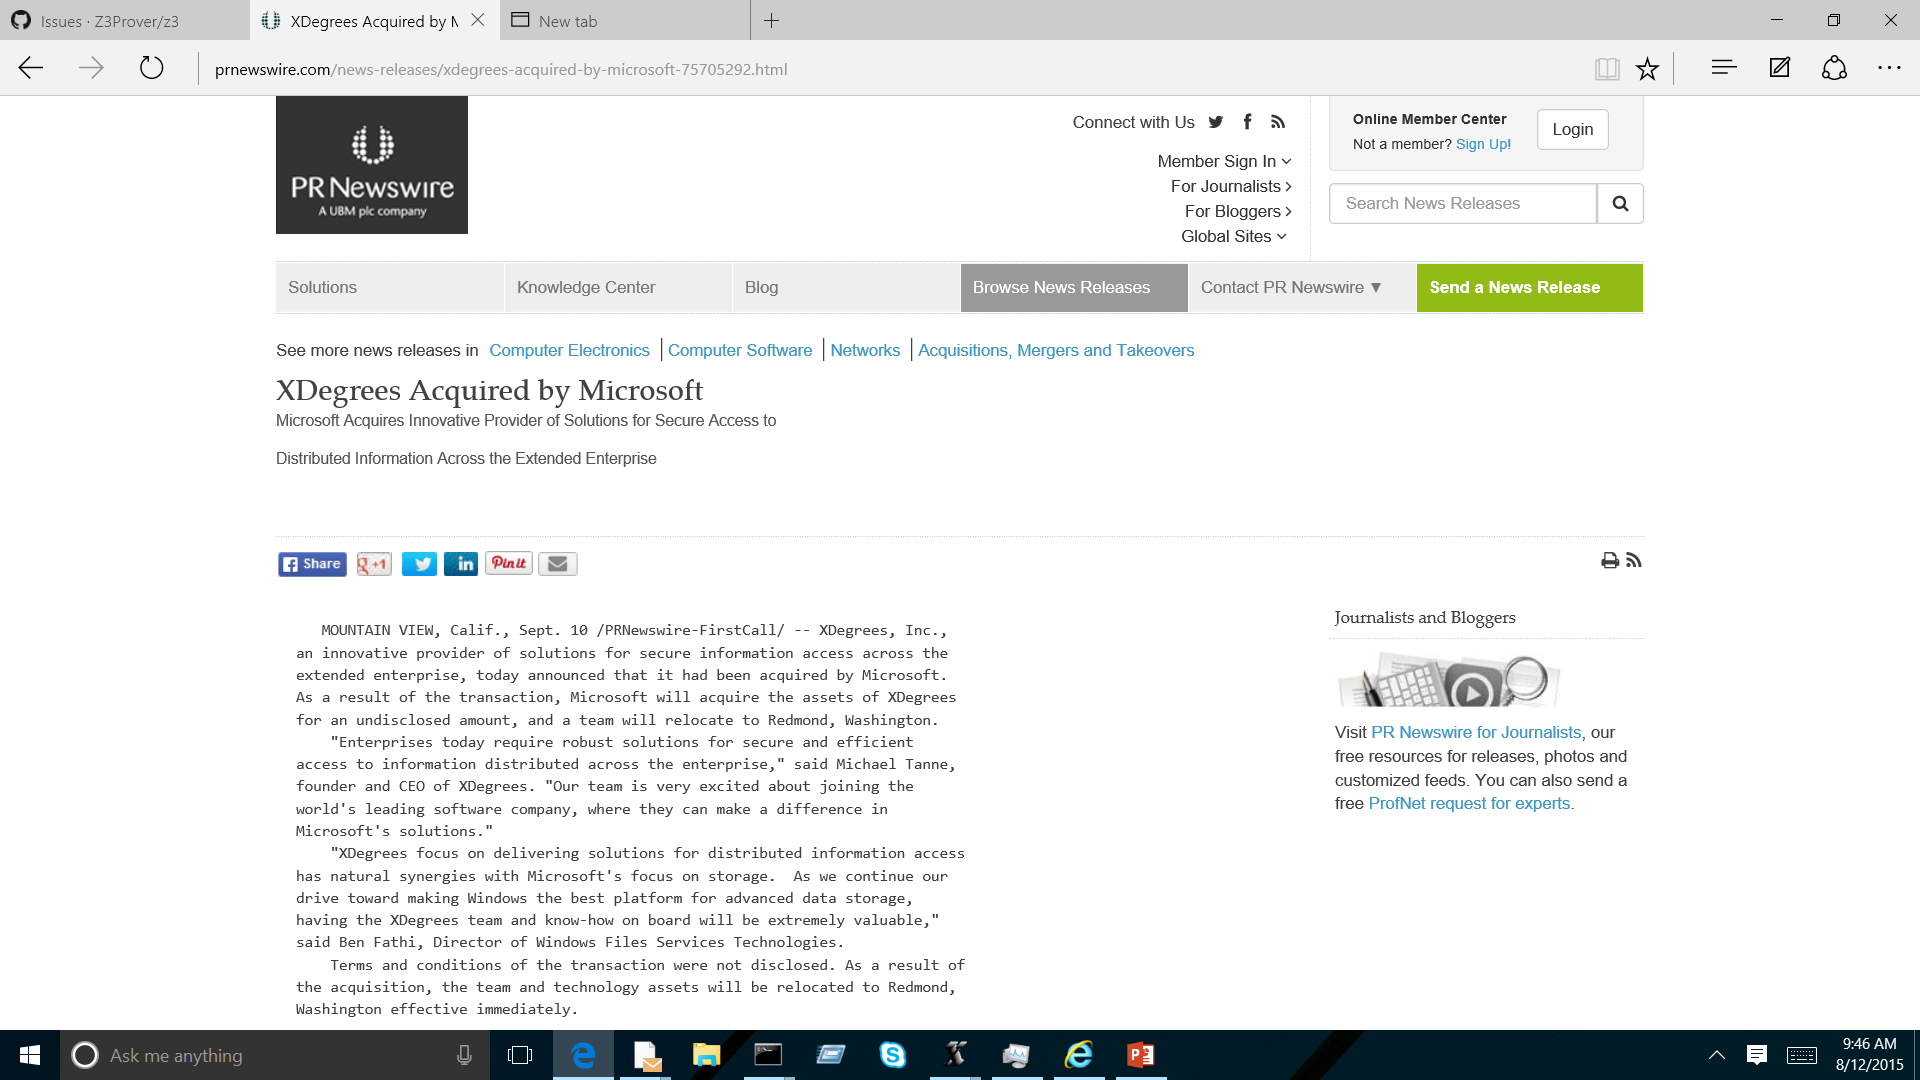 Issues · Z3Prover/z3
XDegrees Acquired by M
New tab
prnewswire.com/news-releases/xdegrees-acquired-by-microsoft-75705292.html
PR Newswire
A UBM plc company
Connect with Us
Member Sign In
For Journalists
For Bloggers
Global Sites
Online Member Center
Not a member? Sign Up!
Login
Search News Releases
Solutions
Knowledge Center
Blog
Browse News Releases
Contact PR Newswire ▼
Send a News Release
See more news releases in Computer Electronics | Computer Software | Networks | Acquisitions, Mergers and Takeovers
XDegrees Acquired by Microsoft
Microsoft Acquires Innovative Provider of Solutions for Secure Access to
Distributed Information Across the Extended Enterprise
Share
g +1
in
Pin it
MOUNTAIN VIEW, Calif., Sept. 10 /PRNewswire-FirstCall/ -- XDegrees, Inc.,
an innovative provider of solutions for secure information access across the
extended enterprise, today announced that it had been acquired by Microsoft.
As a result of the transaction, Microsoft will acquire the assets of XDegrees
for an undisclosed amount, and a team will relocate to Redmond, Washington.
"Enterprises today require robust solutions for secure and efficient
access to information distributed across the enterprise," said Michael Tanne,
founder and CEO of XDegrees. "Our team is very excited about joining the
world's leading software company, where they can make a difference in
Microsoft's solutions."
"XDegrees focus on delivering solutions for distributed information access
has natural synergies with Microsoft's focus on storage.  As we continue our
drive toward making Windows the best platform for advanced data storage,
having the XDegrees team and know-how on board will be extremely valuable,"
said Ben Fathi, Director of Windows Files Services Technologies.
Terms and conditions of the transaction were not disclosed. As a result of
the acquisition, the team and technology assets will be relocated to Redmond,
Washington effective immediately.
Journalists and Bloggers
Visit PR Newswire for Journalists, our
free resources for releases, photos and
customized feeds. You can also send a
free ProfNet request for experts.
Ask me anything
9:46 AM
8/12/2015